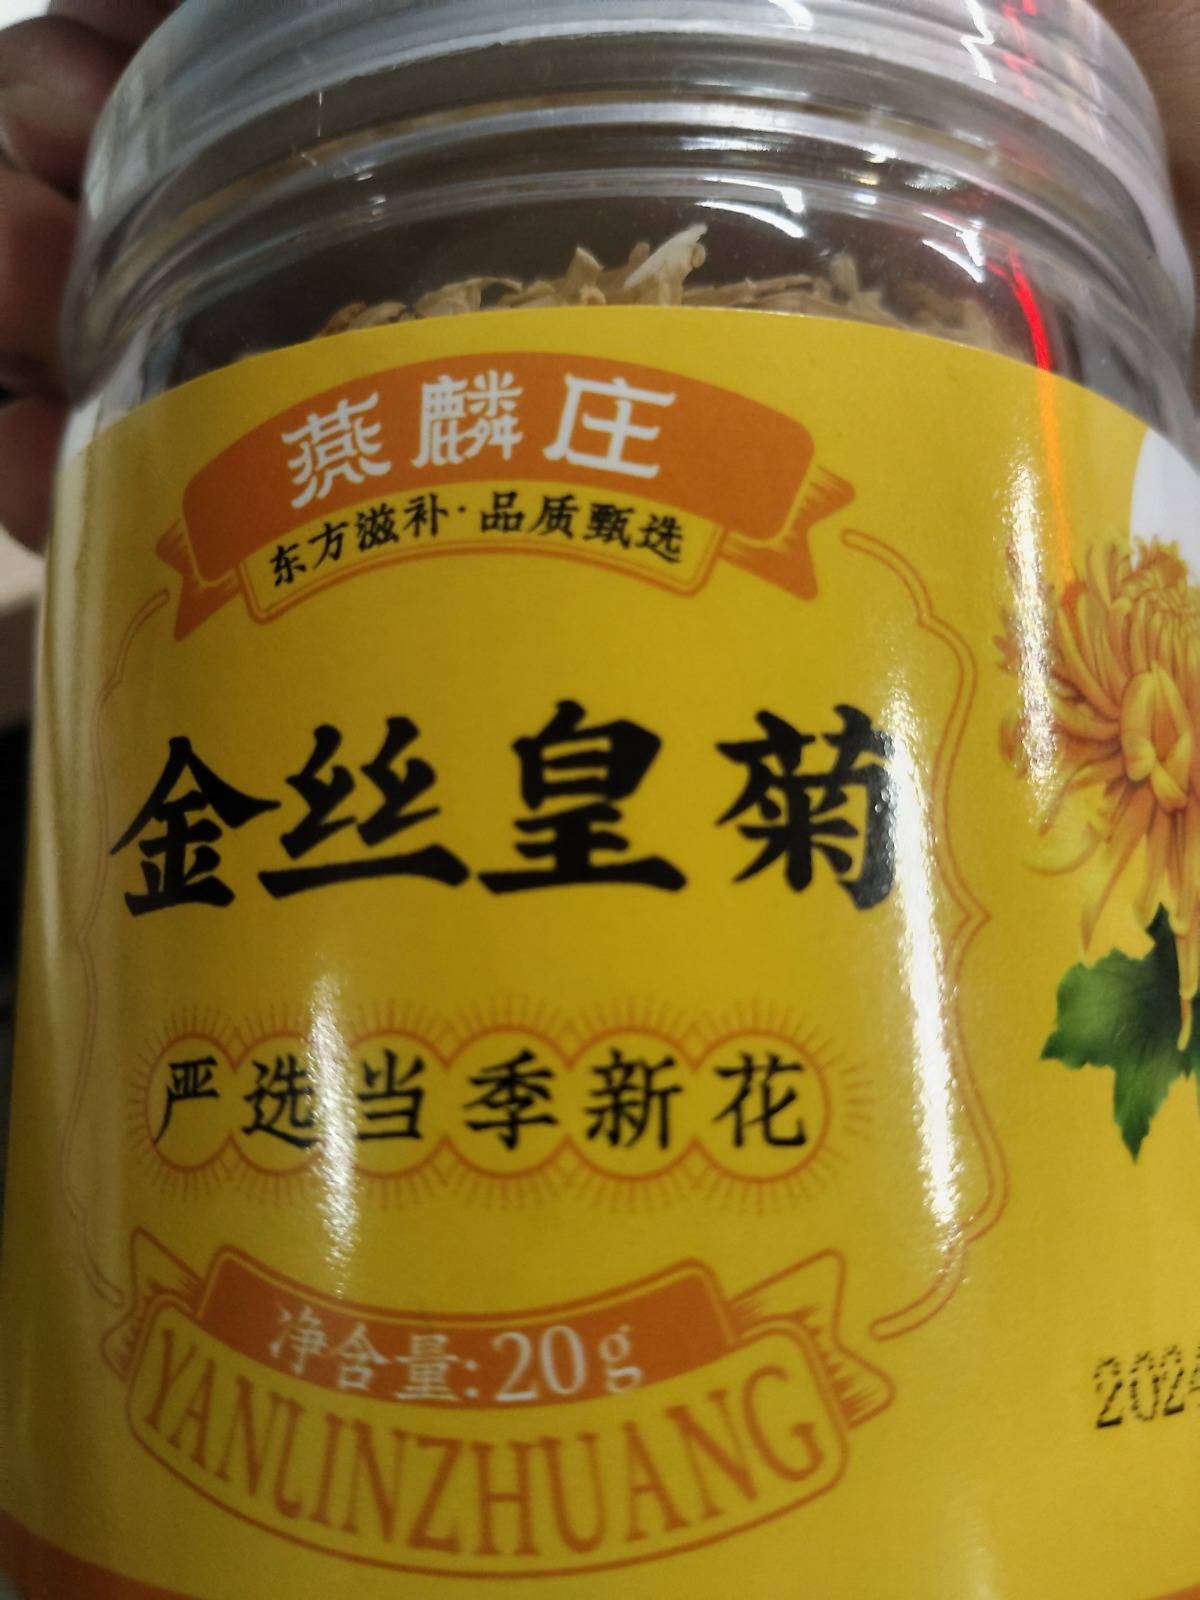 燕麟庄
东方滋补·品质甄选
金丝皇菊
严选当季新花
净含量:20g
YANLINZHUANG
202